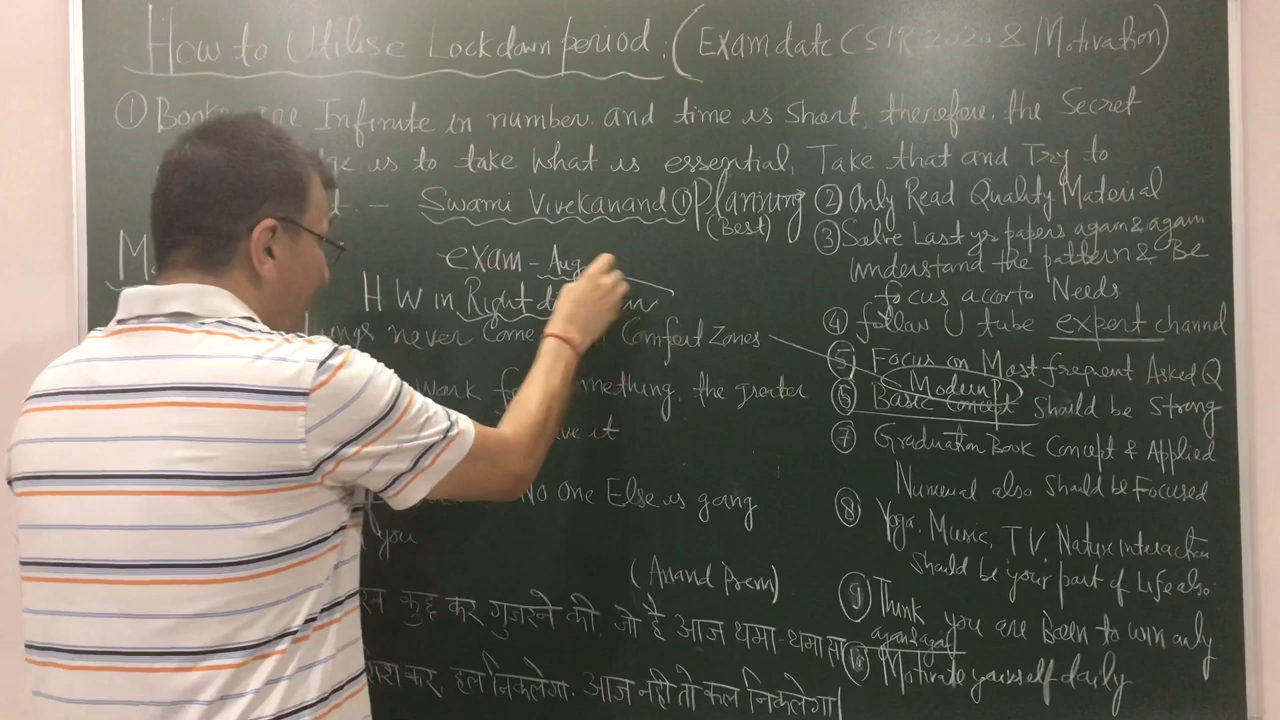 How to Utilise Lockdown period : (Exam date CSIR 2020 & Motivation)
① Books are Infinite in number and time is short, therefore, the Secret
is to take what is essential, Take that and Try to
- Swami Vivekanand
exam - Aug
H W in Right
never Come Comfort Zones
work for something, the greater
it
No one Else is going
you
(Anand Prem)
कुछ कर गुजरने की, जो है आज थमा-थमा सा
कर, हल निकलेगा. आज नही तो कल निकलेगा।
① Planning
(Best)
② Only Read Quality Material
③ Solve Last yr papers again & again
understand the pattern & Be
focus accor to Needs
④ follow U tube expert channel
⑤ Focus on Most frequent Asked Q
Modern P
⑥ Basic Concept should be strong
⑦ Graduation Book Concept & Applied
Numerial also should be Focused
⑧ Yoga, Music, TV, Nature interaction
should be your part of Life also.
⑨ Think you are Born to win only
again & again
⑩ Motivate yourself daily